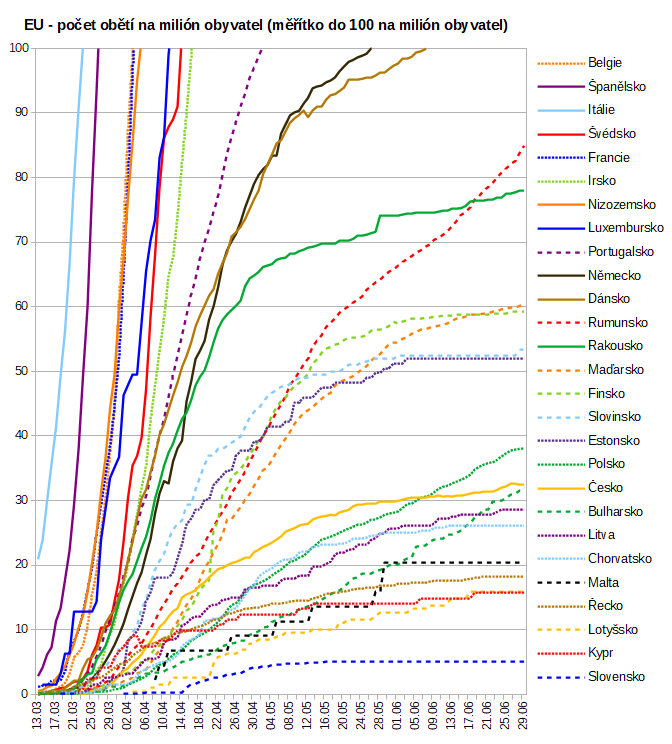 EU - počet obětí na milión obyvatel (měřítko do 100 na milión obyvatel)
100
90
80
70
60
50
40
30
20
10
0
13.03
17.03
21.03
25.03
29.03
02.04
06.04
10.04
14.04
18.04
22.04
26.04
30.04
04.05
08.05
12.05
16.05
20.05
24.05
28.05
01.06
05.06
09.06
13.06
17.06
21.06
25.06
29.06
Belgie
Španělsko
Itálie
Švédsko
Francie
Irsko
Nizozemsko
Luxembursko
Portugalsko
Německo
Dánsko
Rumunsko
Rakousko
Maďarsko
Finsko
Slovinsko
Estonsko
Polsko
Česko
Bulharsko
Litva
Chorvatsko
Malta
Řecko
Lotyšsko
Kypr
Slovensko